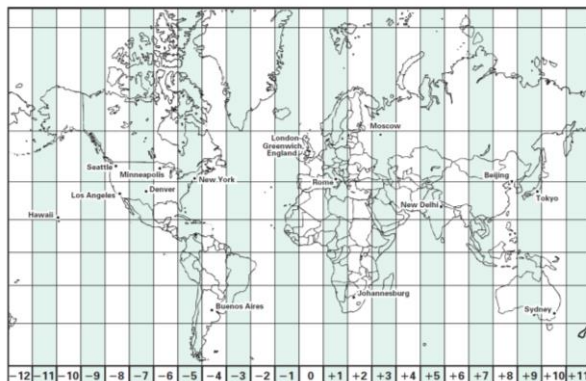 London
Greenwich,
England
Moscow
Seattle
Minneapolis
Denver
New York
Los Angeles
Rome
Beijing
Tokyo
New Delhi
Hawaii
Buenos Aires
Johannesburg
Sydney
−12 −11 −10 −9 −8 −7 −6 −5 −4 −3 −2 −1 0 +1 +2 +3 +4 +5 +6 +7 +8 +9 +10 +1